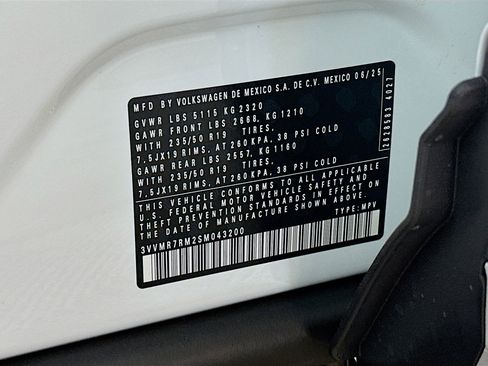 MFD BY VOLKSWAGEN DE MEXICO S.A. DE C.V. MEXICO 06/25
GVWR LBS 5115 KG 2320
GAWR FRONT LBS 2668, KG 1210
WITH 235/50 R19 TIRES,
7.5JX19 RIMS, AT 260KPA, 38 PSI COLD
GAWR REAR LBS 2557, KG 1160
WITH 235/50 R19 TIRES,
7.5JX19 RIMS, AT 260KPA, 38 PSI COLD
THIS VEHICLE CONFORMS TO ALL APPLICABLE
U.S. FEDERAL MOTOR VEHICLE SAFETY AND
THEFT PREVENTION STANDARDS IN EFFECT ON
THE DATE OF MANUFACTURE SHOWN ABOVE.
3VVMR7RM2SM043200 TYPE: MPV
2628583 4027